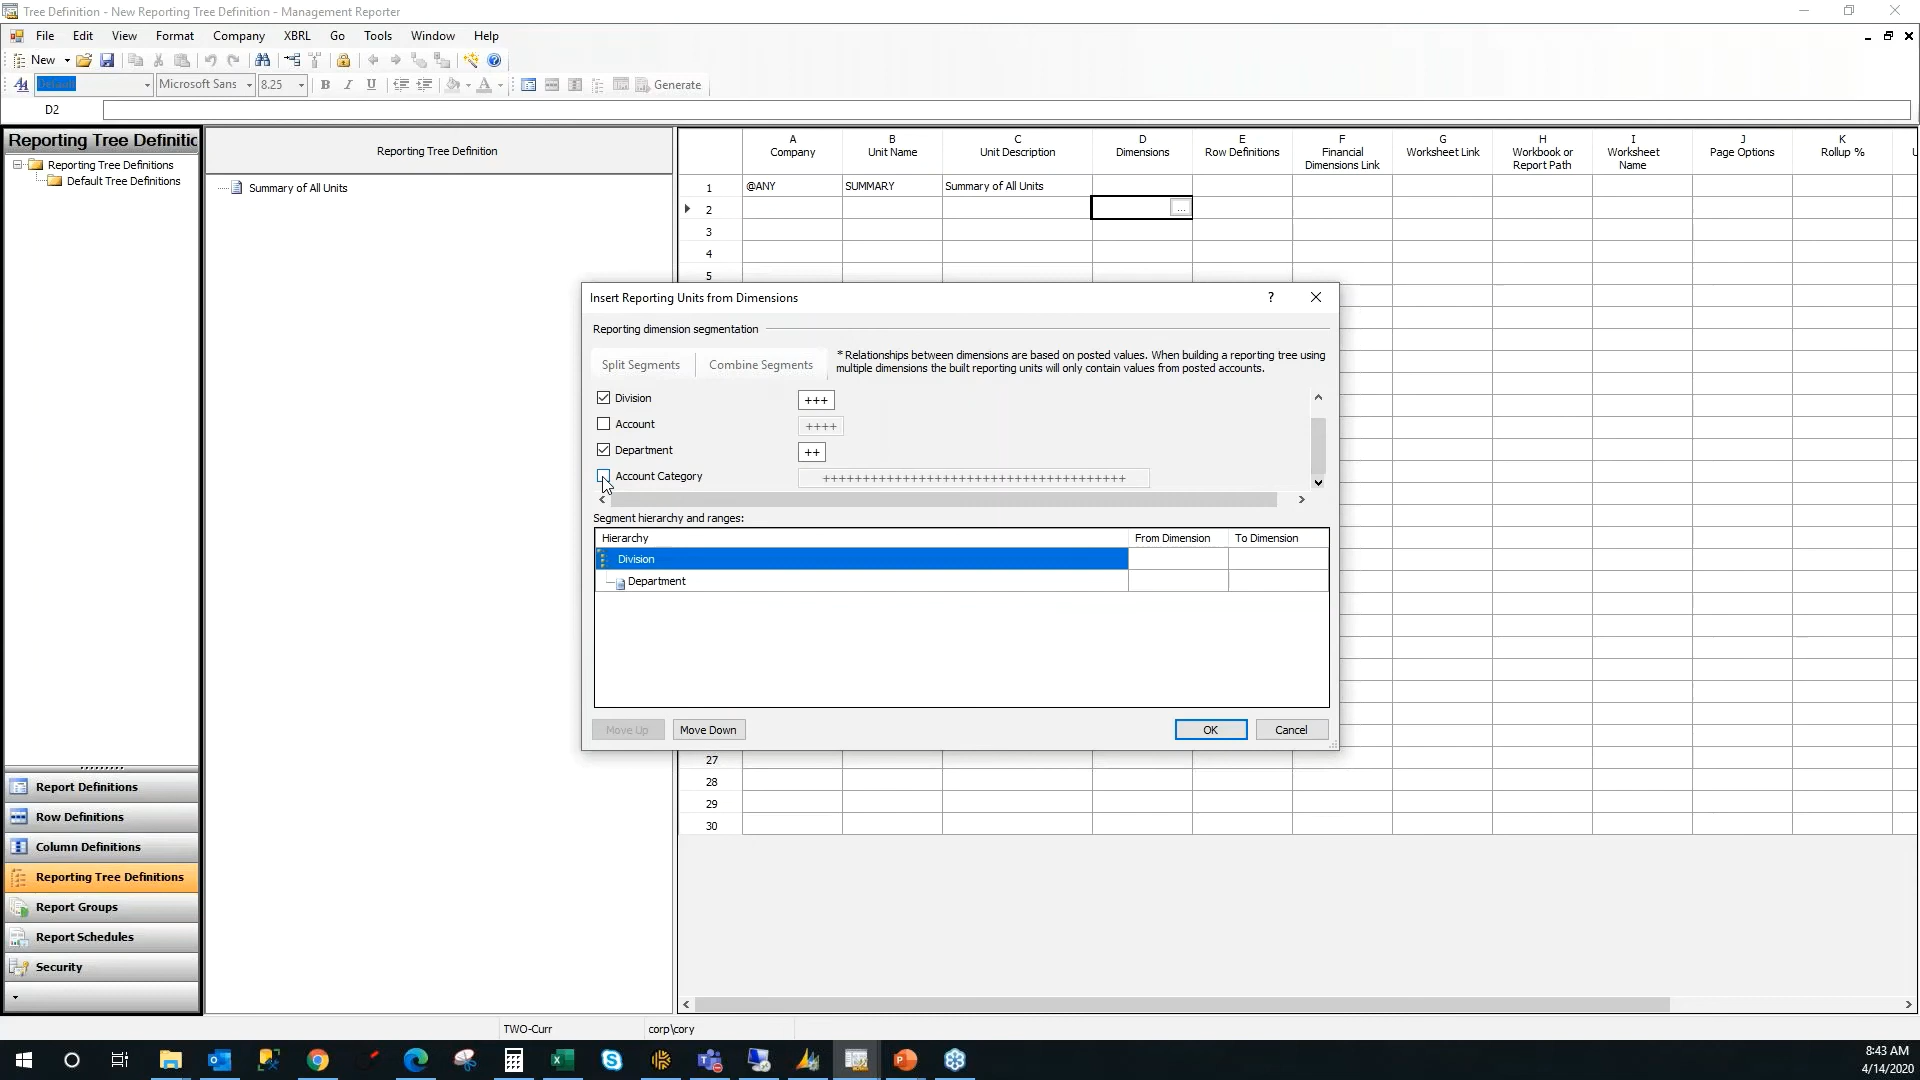 Tree Definition - New Reporting Tree Definition - Management Reporter
File Edit View Format Company XBRL Go Tools Window Help
New
Default Microsoft Sans 8.25 B I U A Generate
D2
Reporting Tree Definitic
Reporting Tree Definitions
Default Tree Definitions
Reporting Tree Definition
Summary of All Units
A B C D E F G H I J K
Company Unit Name Unit Description Dimensions Row Definitions Financial Dimensions Link Worksheet Link Workbook or Report Path Worksheet Name Page Options Rollup %
1 @ANY SUMMARY Summary of All Units
2 ...
3
4
5
Insert Reporting Units from Dimensions ?
Reporting dimension segmentation
Split Segments Combine Segments
* Relationships between dimensions are based on posted values. When building a reporting tree using
multiple dimensions the built reporting units will only contain values from posted accounts.
Division +++
Account ++++
Department ++
Account Category
Segment hierarchy and ranges:
Hierarchy From Dimension To Dimension
Division
Department
Move Up Move Down OK Cancel
27
28
29
30
Report Definitions
Row Definitions
Column Definitions
Reporting Tree Definitions
Report Groups
Report Schedules
Security
TWO-Curr corp\cory
8:43 AM
4/14/2020